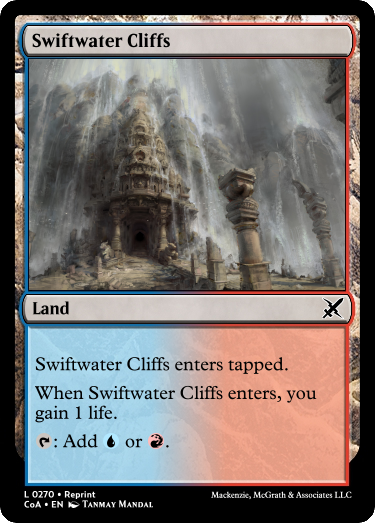 Swiftwater Cliffs
Land
Swiftwater Cliffs enters tapped.
When Swiftwater Cliffs enters, you
gain 1 life.
: Add or .
L 0270 • Reprint
CoA • EN Tanmay Mandal
Mackenzie, McGrath & Associates LLC